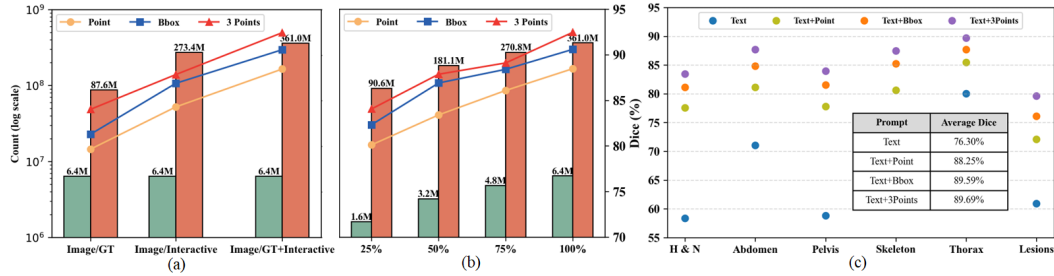 Point Bbox 3 Points
Count (log scale)
10⁹
10⁸
10⁷
10⁶
87.6M
273.4M
361.0M
6.4M
6.4M
6.4M
Image/GT
Image/Interactive
Image/GT+Interactive
(a)
Point Bbox 3 Points
95
90
85
80
75
70
Dice (%)
90.6M
181.1M
270.8M
361.0M
1.6M
3.2M
4.8M
6.4M
25%
50%
75%
100%
(b)
Text Text+Point Text+Bbox Text+3Points
95
90
85
80
75
70
65
60
55
Prompt Average Dice
Text 76.30%
Text+Point 88.25%
Text+Bbox 89.59%
Text+3Points 89.69%
H & N
Abdomen
Pelvis
Skeleton
Thorax
Lesions
(c)